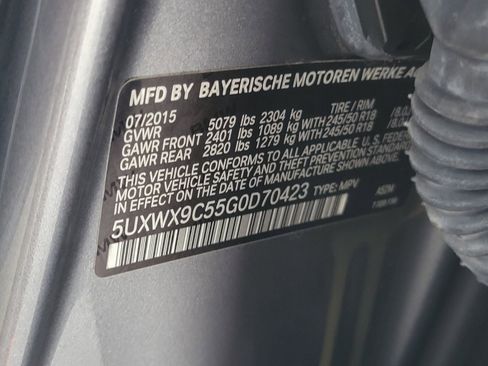 MFD BY BAYERISCHE MOTOREN WERKE AG
07/2015 TIRE / RIM
GVWR 5079 lbs 2304 kg
GAWR FRONT 2401 lbs 1089 kg WITH 245/50 R18
GAWR REAR 2820 lbs 1279 kg WITH 245/50 R18
THIS VEHICLE CONFORMS TO ALL APPLICABLE FEDERAL
MOTOR VEHICLE SAFETY AND THEFT PREVENTION STANDARDS
IN EFFECT ON THE DATE OF MANUFACTURE SHOWN ABOVE.
5UXWX9C55G0D70423 TYPE: MPV